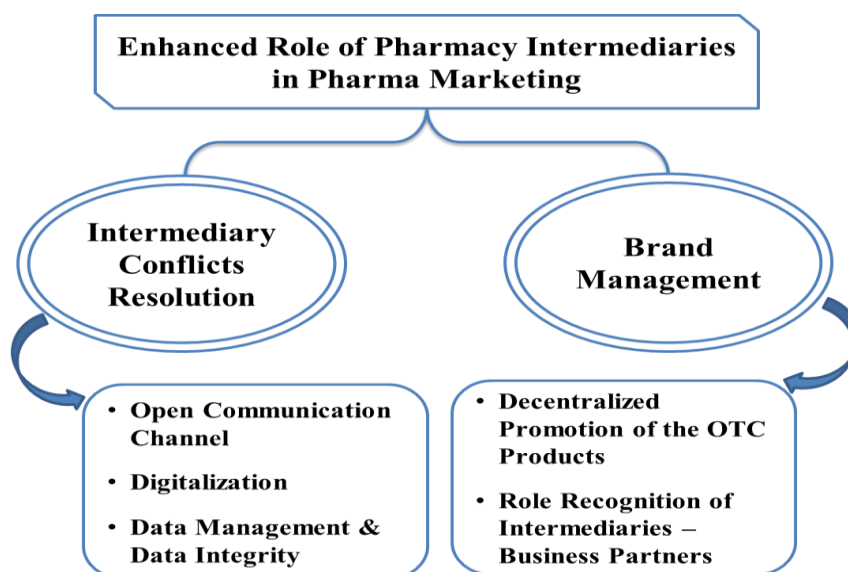 Enhanced Role of Pharmacy Intermediaries
in Pharma Marketing
Intermediary
Conflicts
Resolution
Brand
Management
• Open Communication
Channel
• Digitalization
• Data Management &
Data Integrity
• Decentralized
Promotion of the OTC
Products
• Role Recognition of
Intermediaries –
Business Partners